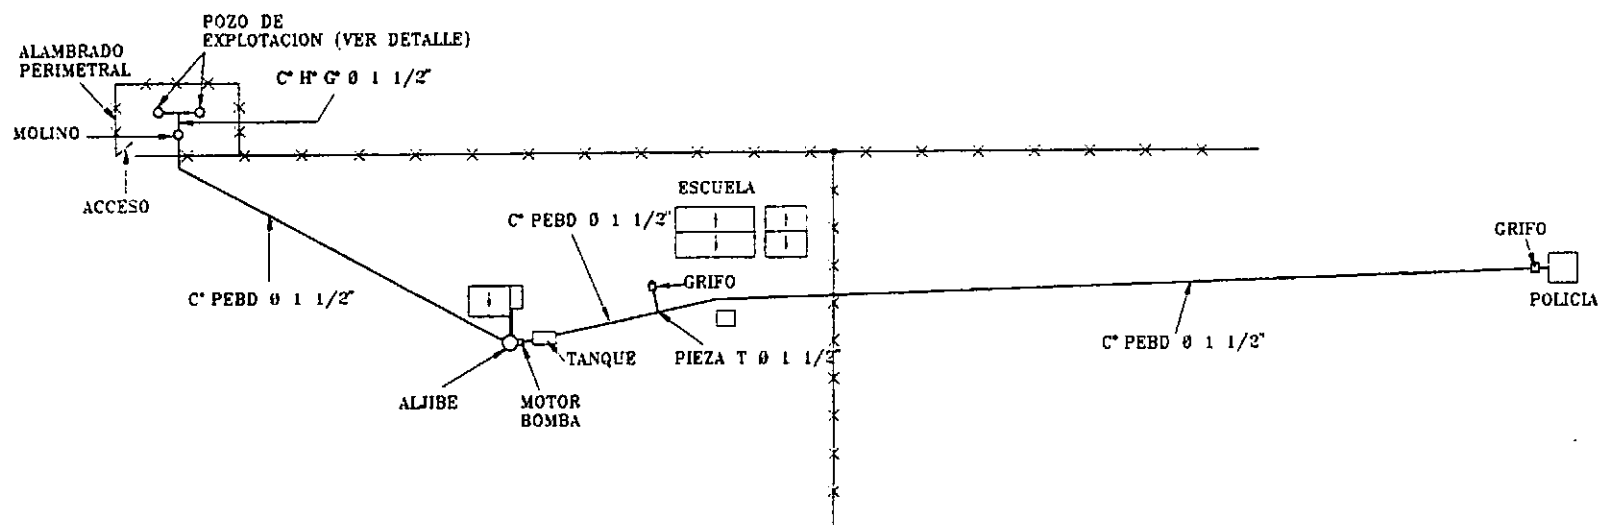 POZO DE
EXPLOTACION (VER DETALLE)
ALAMBRADO
PERIMETRAL
C° H° G° Ø 1 1/2"
MOLINO
ACCESO
ESCUELA
C° PEBD Ø 1 1/2"
GRIFO
GRIFO
C° PEBD Ø 1 1/2"
POLICIA
TANQUE
PIEZA T Ø 1 1/2"
C° PEBD Ø 1 1/2"
ALJIBE
MOTOR
BOMBA